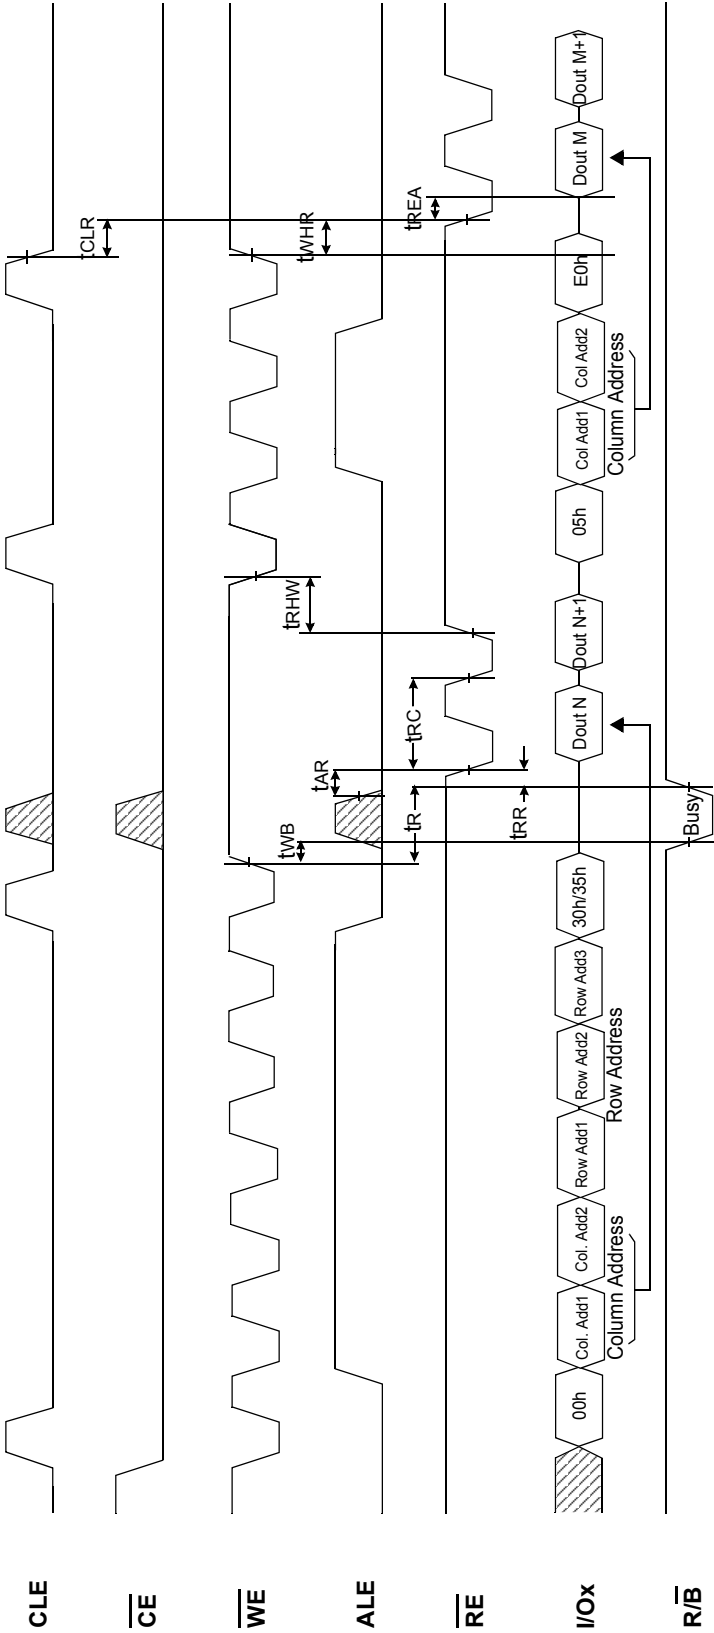 CLE
tCLR
CE
WE
tWB
tRHW
tWHR
ALE
tAR
tR
tRC
tREA
RE
tRR
I/Ox
00h
Col. Add1
Col. Add2
Row Add1
Row Add2
Row Add3
30h/35h
Dout N
Dout N+1
05h
Col Add1
Col Add2
E0h
Dout M
Dout M+1
Column Address
Row Address
Column Address
R/B
Busy